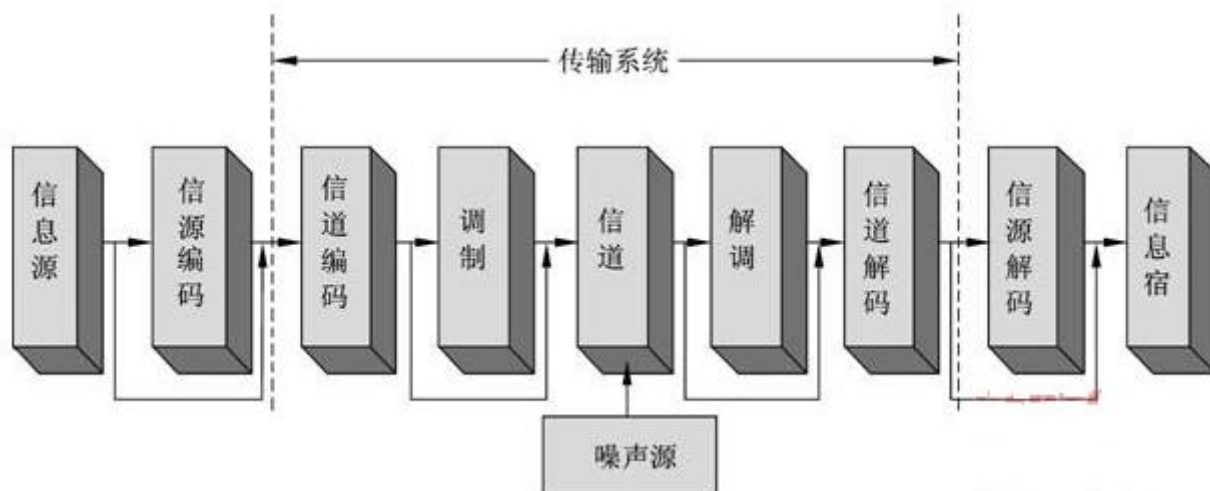 传输系统
信息源
信源编码
信道编码
调制
信道
解调
信道解码
信源解码
信息宿
噪声源